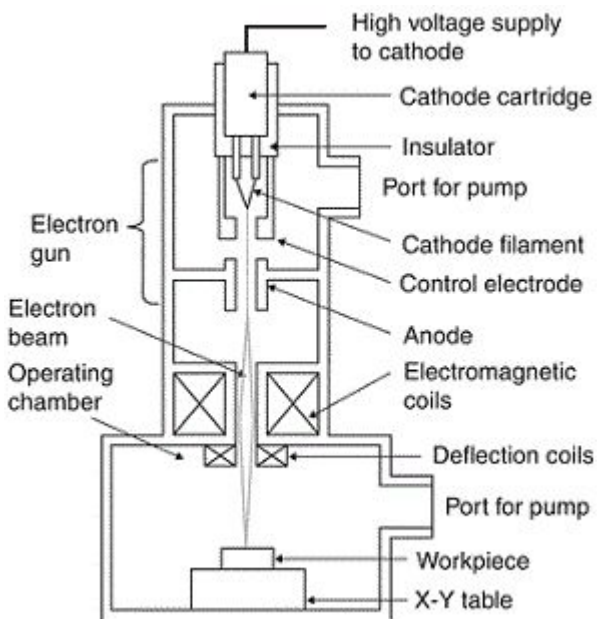 High voltage supply
to cathode
Cathode cartridge
Insulator
Port for pump
Electron
gun
Cathode filament
Control electrode
Electron
beam
Anode
Operating
chamber
Electromagnetic
coils
Deflection coils
Port for pump
Workpiece
X-Y table